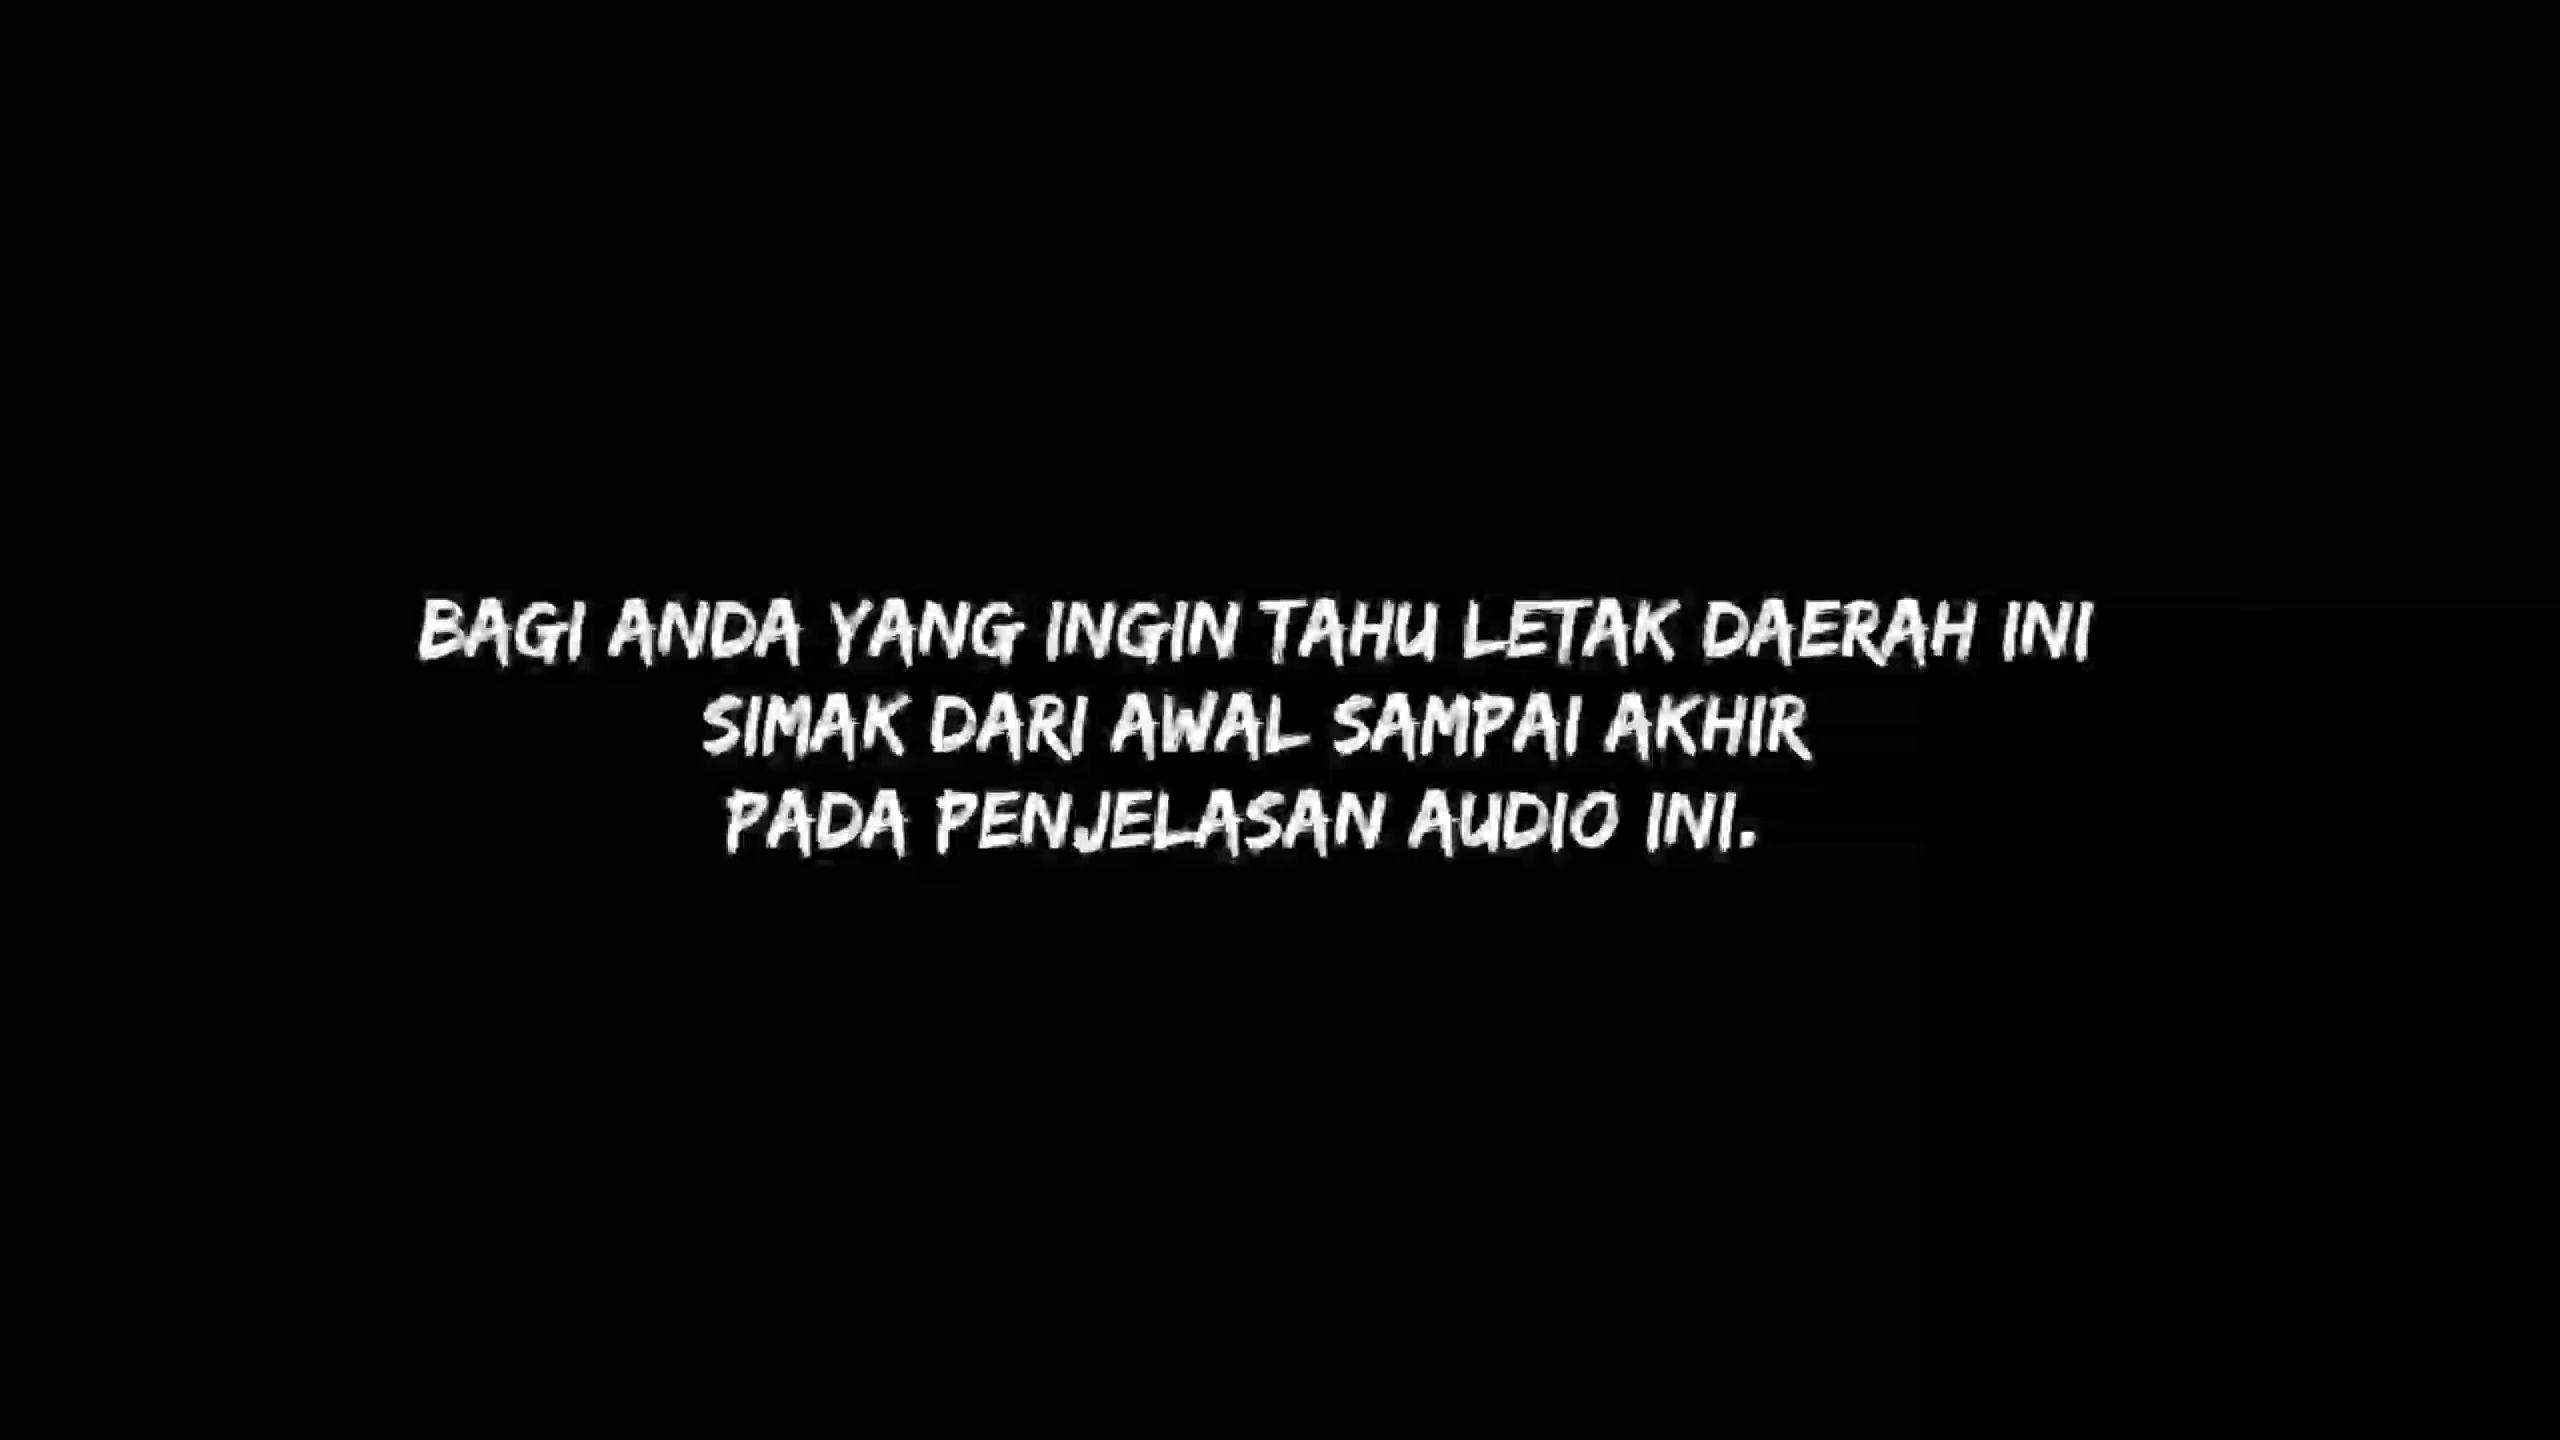 BAGI ANDA YANG INGIN TAHU LETAK DAERAH INI
SIMAK DARI AWAL SAMPAI AKHIR
PADA PENJELASAN AUDIO INI.